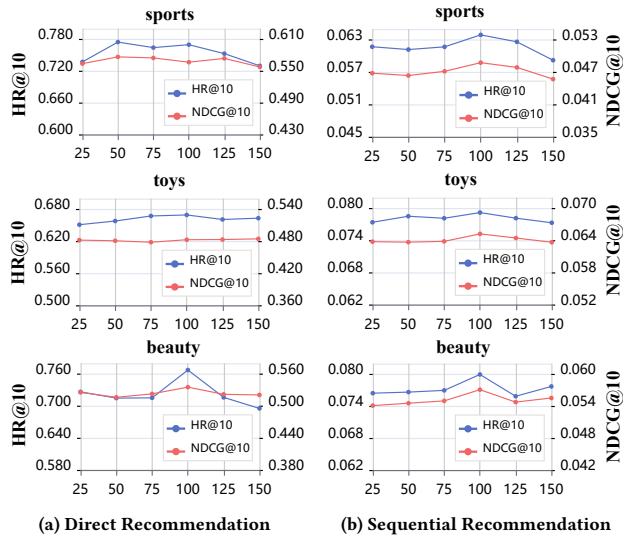 sports
sports
0.780
0.720
0.660
0.600
0.610
0.550
0.490
0.430
HR@10
HR@10
NDCG@10
25 50 75 100 125 150
0.063
0.057
0.051
0.045
0.053
0.046
0.041
0.035
NDCG@10
HR@10
NDCG@10
25 50 75 100 125 150
toys
toys
0.680
0.620
0.560
0.500
0.540
0.480
0.420
0.360
HR@10
HR@10
NDCG@10
25 50 75 100 125 150
0.080
0.074
0.068
0.062
0.070
0.064
0.058
0.052
NDCG@10
HR@10
NDCG@10
25 50 75 100 125 150
beauty
beauty
0.760
0.700
0.640
0.580
0.560
0.500
0.440
0.380
HR@10
HR@10
NDCG@10
25 50 75 100 125 150
0.080
0.074
0.068
0.062
0.060
0.054
0.048
0.042
NDCG@10
HR@10
NDCG@10
25 50 75 100 125 150
(a) Direct Recommendation
(b) Sequential Recommendation